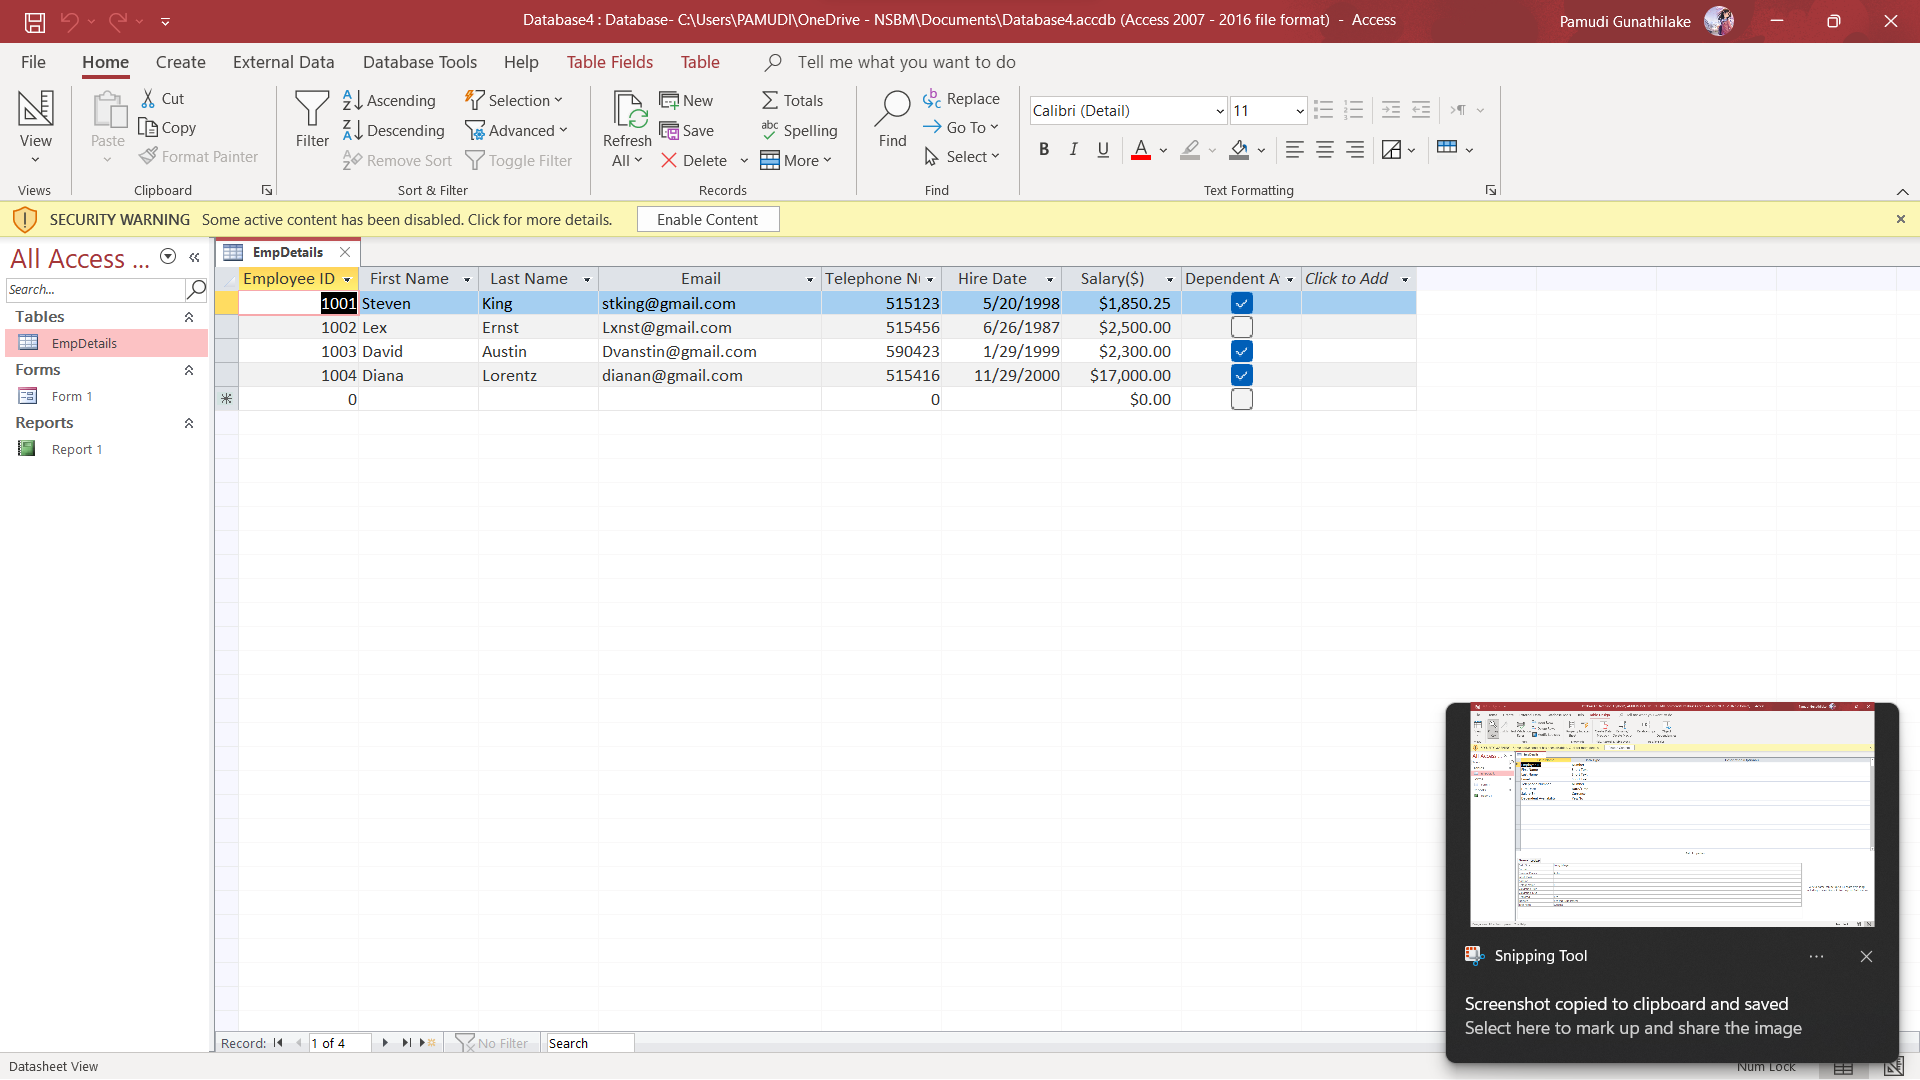 Database4 : Database- C:\Users\PAMUDI\OneDrive - NSBM\Documents\Database4.accdb (Access 2007 - 2016 file format) - Access
Pamudi Gunathilake
File Home Create External Data Database Tools Help Table Fields Table Tell me what you want to do
View
Views
Paste
Cut
Copy
Format Painter
Clipboard
Filter
Ascending
Descending
Remove Sort
Selection
Advanced
Toggle Filter
Sort & Filter
Refresh
All
New
Save
Delete
Totals
Spelling
More
Records
Find
Replace
Go To
Select
Find
Calibri (Detail) 11
B I U A
Text Formatting
SECURITY WARNING Some active content has been disabled. Click for more details. Enable Content
All Access ...
Search...
Tables
EmpDetails
Forms
Form 1
Reports
Report 1
EmpDetails
Employee ID First Name Last Name Email Telephone Nu Hire Date Salary($) Dependent A Click to Add
1001 Steven King stking@gmail.com 515123 5/20/1998 $1,850.25
1002 Lex Ernst Lxnst@gmail.com 515456 6/26/1987 $2,500.00
1003 David Austin Dvanstin@gmail.com 590423 1/29/1999 $2,300.00
1004 Diana Lorentz dianan@gmail.com 515416 11/29/2000 $17,000.00
0 0 $0.00
Snipping Tool
Screenshot copied to clipboard and saved
Select here to mark up and share the image
Record: 1 of 4 No Filter Search
Datasheet View
Num Lock